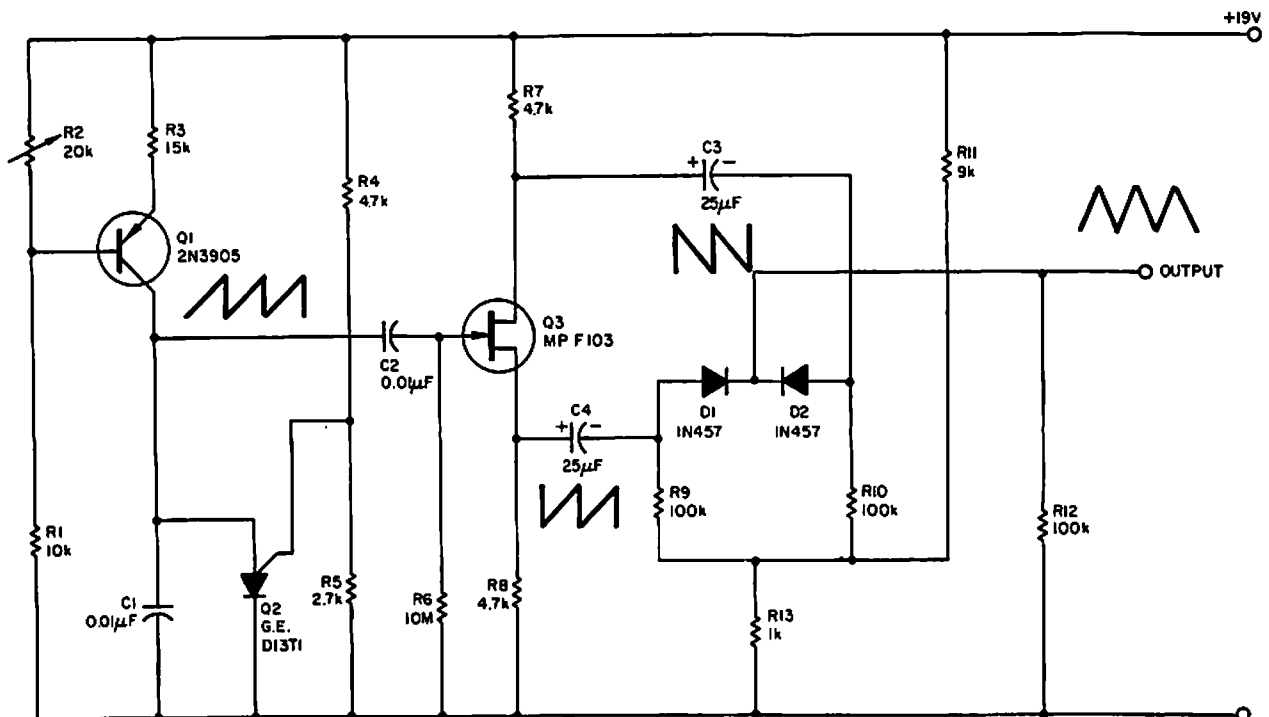 +19V
R7
4.7k
R2
20k
R3
15k
C3
+ −
25µF
R11
9k
R4
4.7k
Q1
2N3905
OUTPUT
Q3
MP F103
C2
0.01µF
D1
1N457
D2
1N457
C4
+ −
25µF
R9
100k
R10
100k
R12
100k
R1
10k
C1
0.01µF
Q2
G.E.
D13T1
R5
2.7k
R6
10M
R8
4.7k
R13
1k